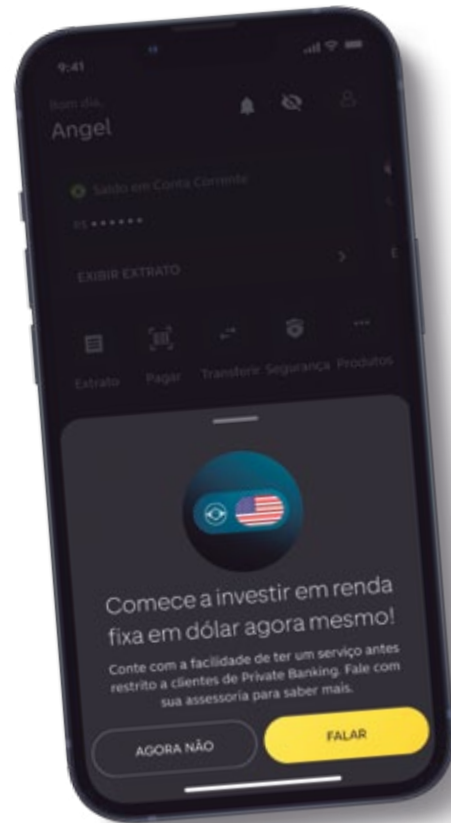 9:41
Bom dia,
Angel
Saldo em Conta Corrente
R$ ••••••
EXIBIR EXTRATO
Extrato Pagar Transferir Segurança Produtos
Comece a investir em renda
fixa em dólar agora mesmo!
Conte com a facilidade de ter um serviço antes
restrito a clientes de Private Banking. Fale com
sua assessoria para saber mais.
AGORA NÃO FALAR